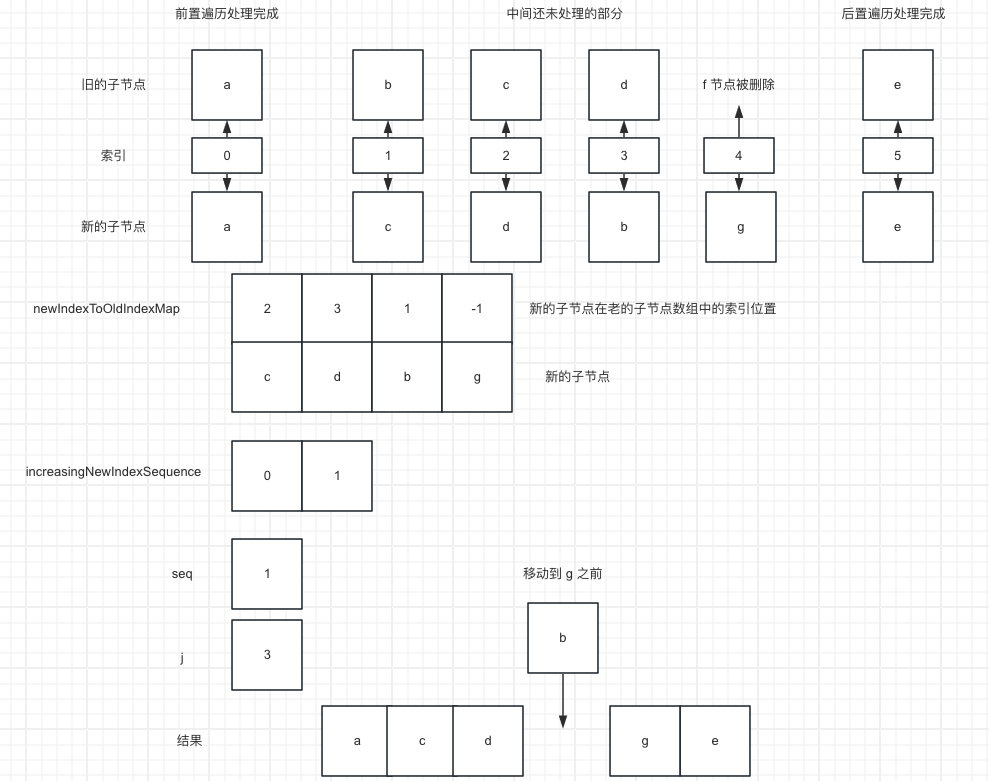 前置遍历处理完成 中间还未处理的部分 后置遍历处理完成
旧的子节点 a b c d f 节点被删除 e
索引 0 1 2 3 4 5
新的子节点 a c d b g e
newIndexToOldIndexMap 2 3 1 -1 新的子节点在老的子节点数组中的索引位置
c d b g 新的子节点
increasingNewIndexSequence 0 1
seq 1 移动到 g 之前
j 3 b
结果 a c d g e